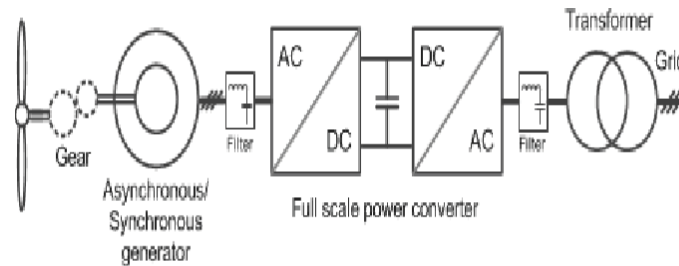 Transformer
AC
DC
Grid
DC
AC
Filter
Filter
Gear
Asynchronous/
Synchronous
generator
Full scale power converter